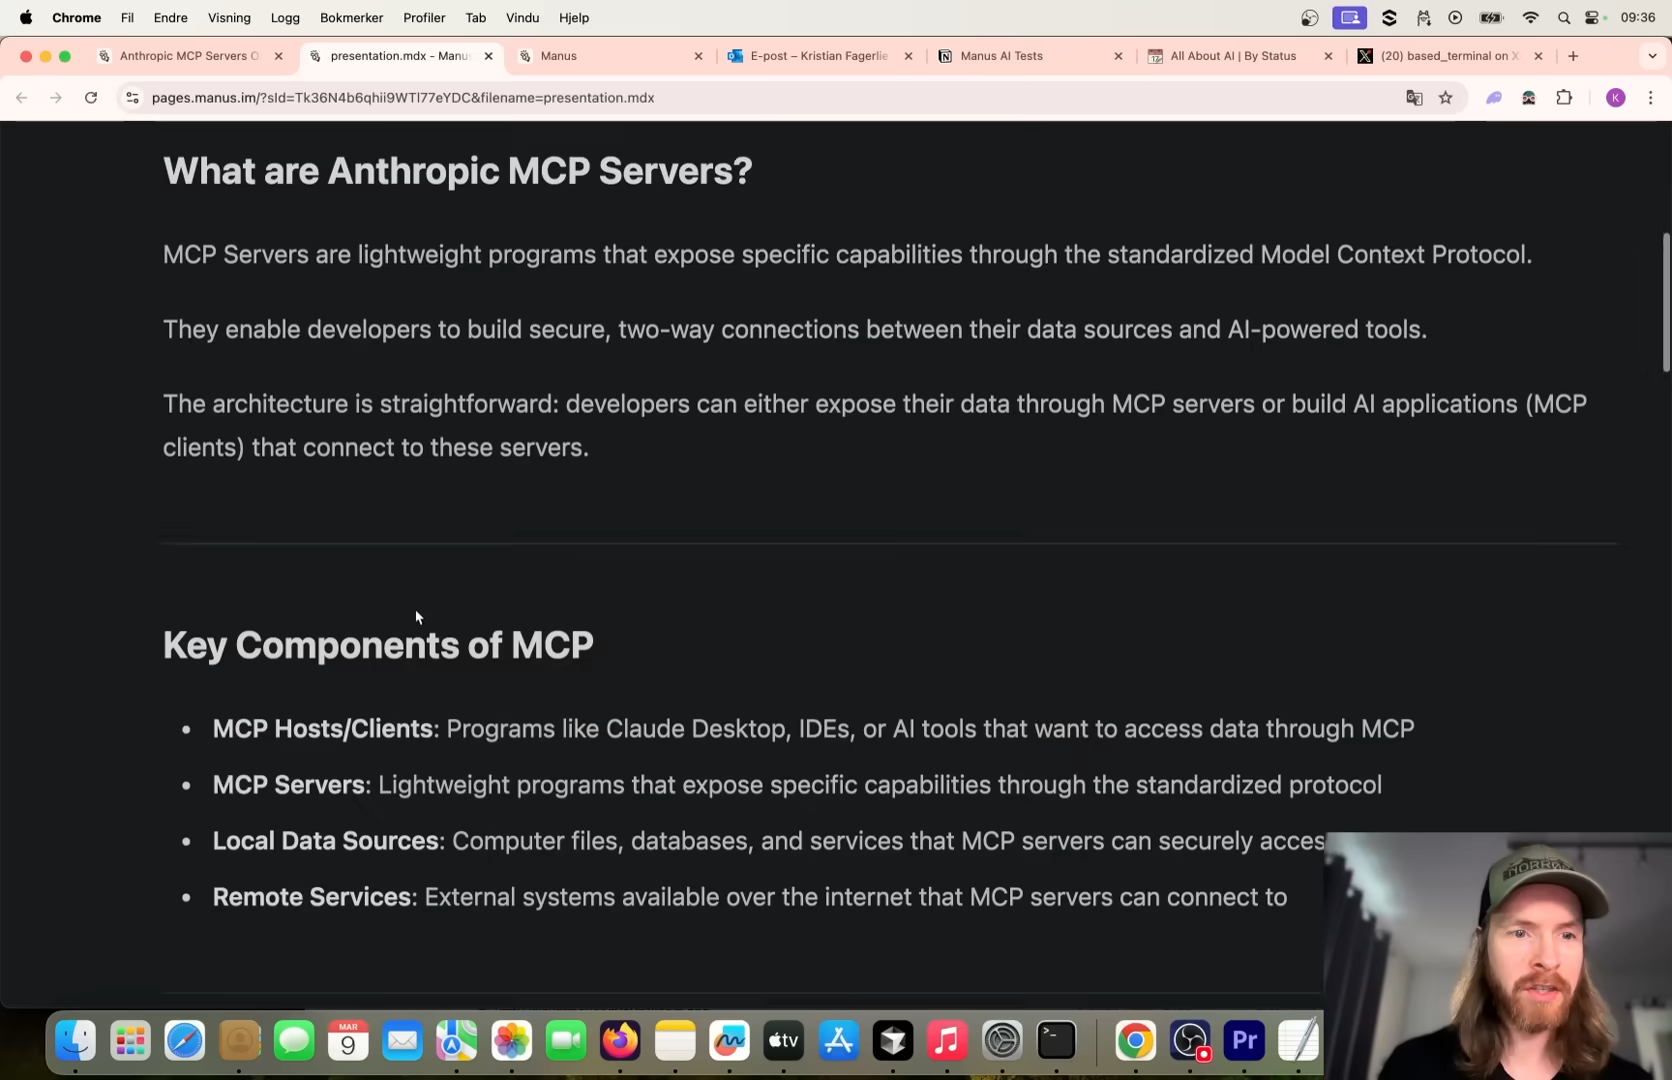 Chrome Fil Endre Visning Logg Bokmerker Profiler Tab Vindu Hjelp 09:36
Anthropic MCP Servers O presentation.mdx - Manus Manus E-post – Kristian Fagerlie Manus AI Tests All About AI | By Status (20) based_terminal on X
pages.manus.im/?sId=Tk36N4b6qhii9WTl77eYDC&filename=presentation.mdx K
What are Anthropic MCP Servers?
MCP Servers are lightweight programs that expose specific capabilities through the standardized Model Context Protocol.
They enable developers to build secure, two-way connections between their data sources and AI-powered tools.
The architecture is straightforward: developers can either expose their data through MCP servers or build AI applications (MCP
clients) that connect to these servers.
Key Components of MCP
• MCP Hosts/Clients: Programs like Claude Desktop, IDEs, or AI tools that want to access data through MCP
• MCP Servers: Lightweight programs that expose specific capabilities through the standardized protocol
• Local Data Sources: Computer files, databases, and services that MCP servers can securely acces
• Remote Services: External systems available over the internet that MCP servers can connect to
MAR
9
tv
Pr